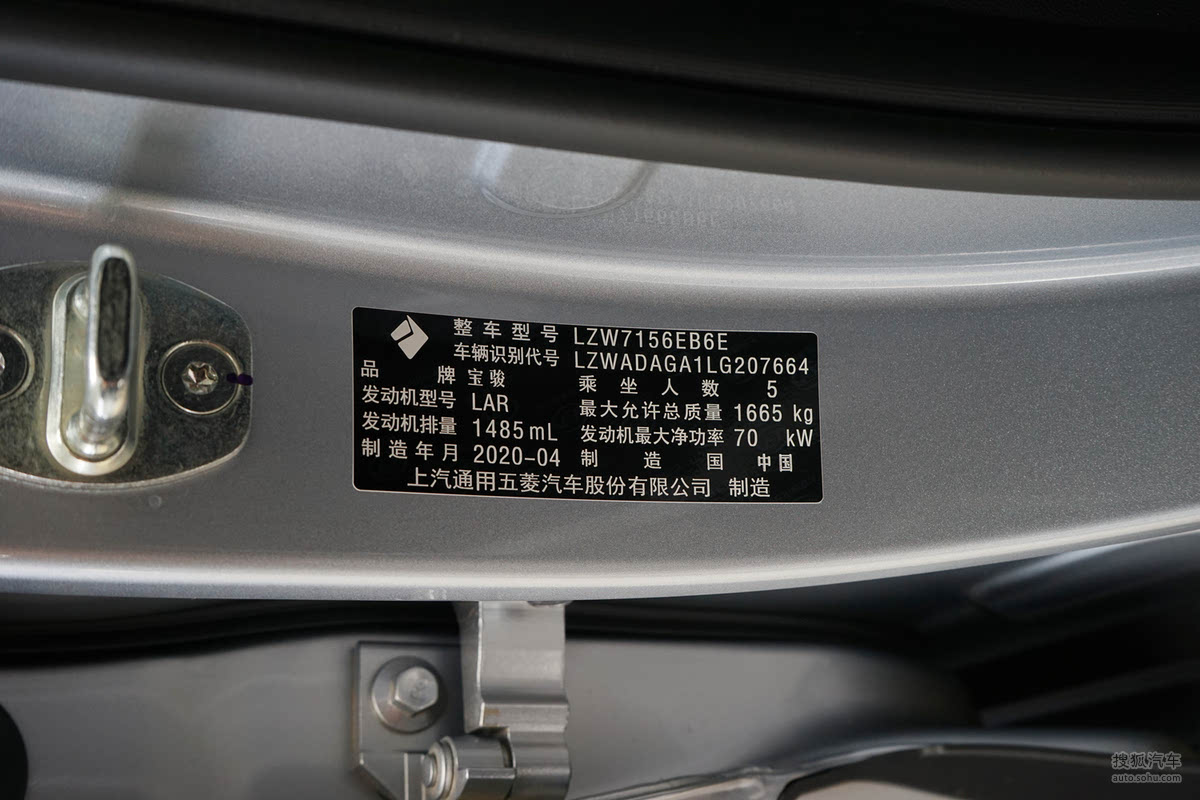 整车型号 LZW7156EB6E
车辆识别代号 LZWADAGA1LG207664
品牌 宝骏 乘坐人数 5
发动机型号 LAR 最大允许总质量 1665 kg
发动机排量 1485mL 发动机最大净功率 70 kW
制造年月 2020-04 制造国 中国
上汽通用五菱汽车股份有限公司 制造
搜狐汽车
auto.sohu.com